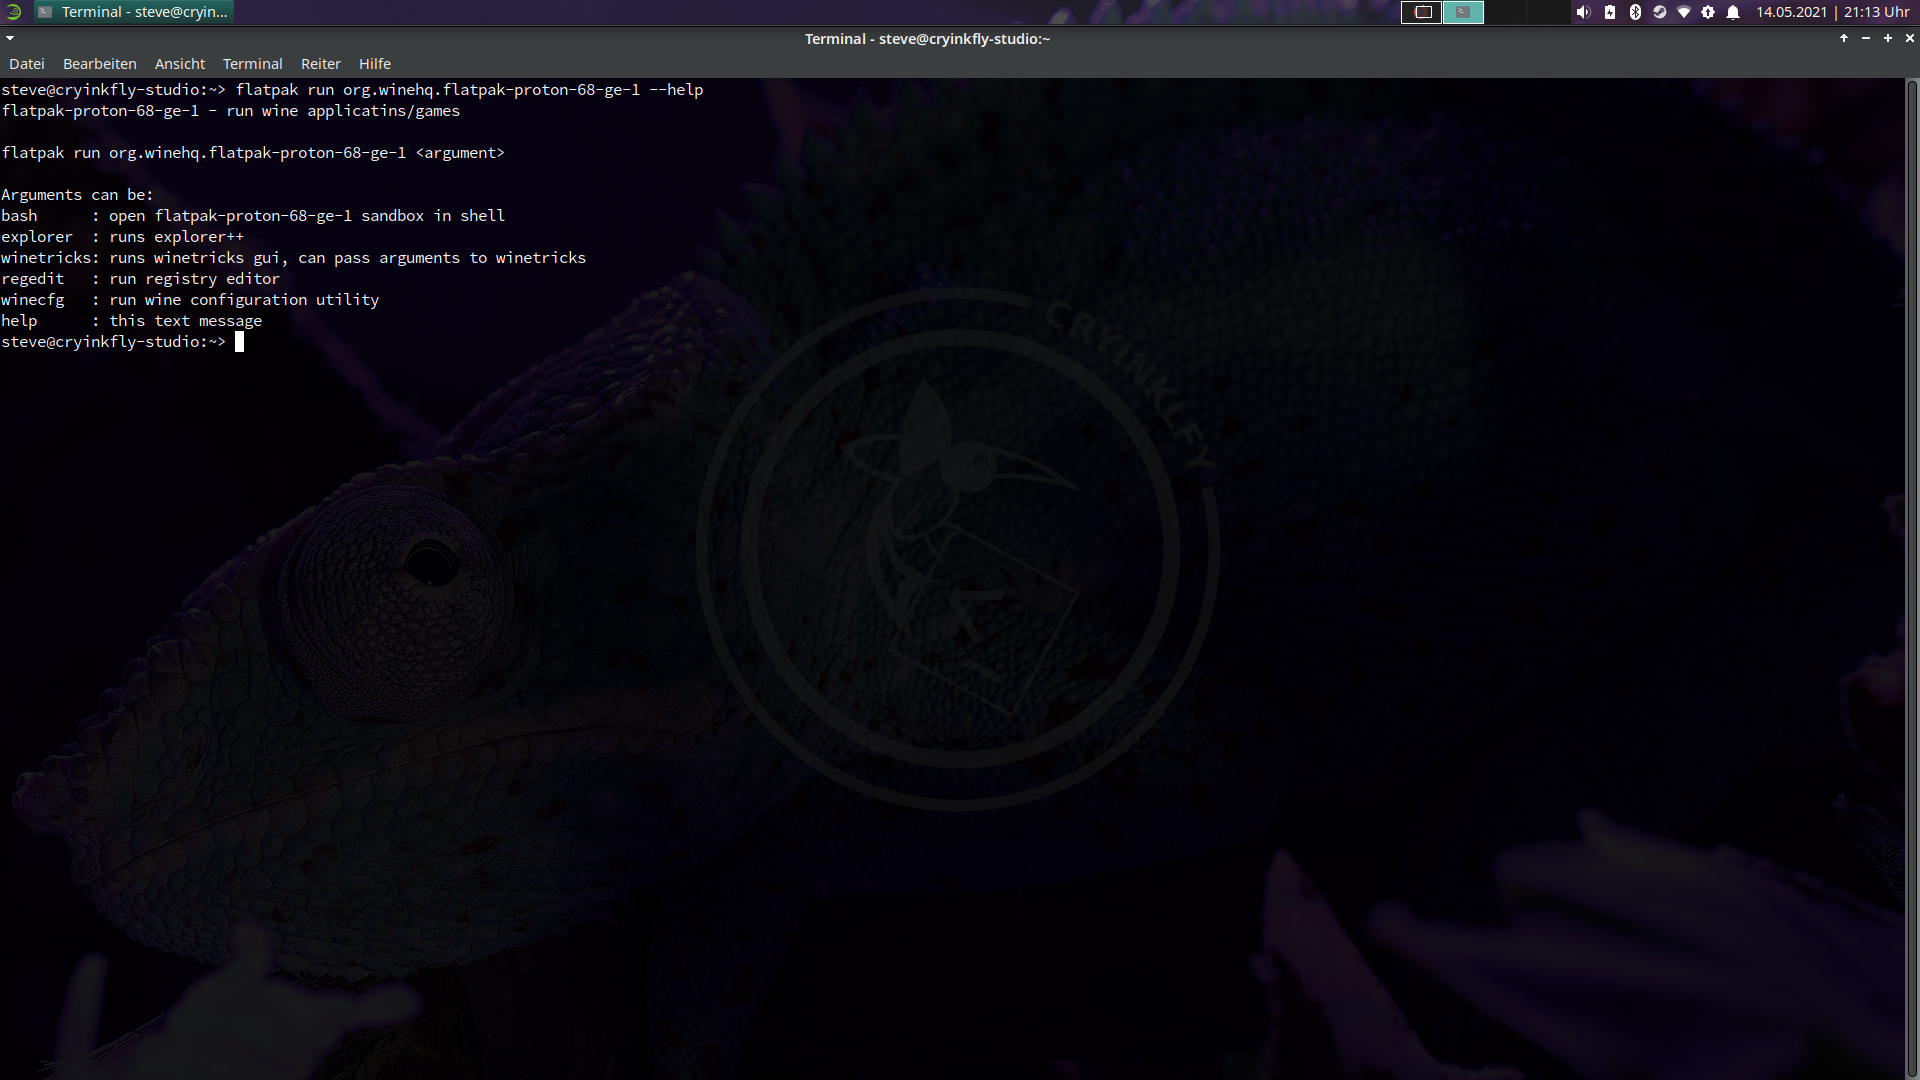 Terminal - steve@cryin...
14.05.2021 | 21:13 Uhr
Terminal - steve@cryinkfly-studio:~
Datei Bearbeiten Ansicht Terminal Reiter Hilfe
steve@cryinkfly-studio:~> flatpak run org.winehq.flatpak-proton-68-ge-1 --help
flatpak-proton-68-ge-1 - run wine applicatins/games
flatpak run org.winehq.flatpak-proton-68-ge-1 <argument>
Arguments can be:
bash      : open flatpak-proton-68-ge-1 sandbox in shell
explorer  : runs explorer++
winetricks: runs winetricks gui, can pass arguments to winetricks
regedit   : run registry editor
winecfg   : run wine configuration utility
help      : this text message
steve@cryinkfly-studio:~>
CRYINKLFY